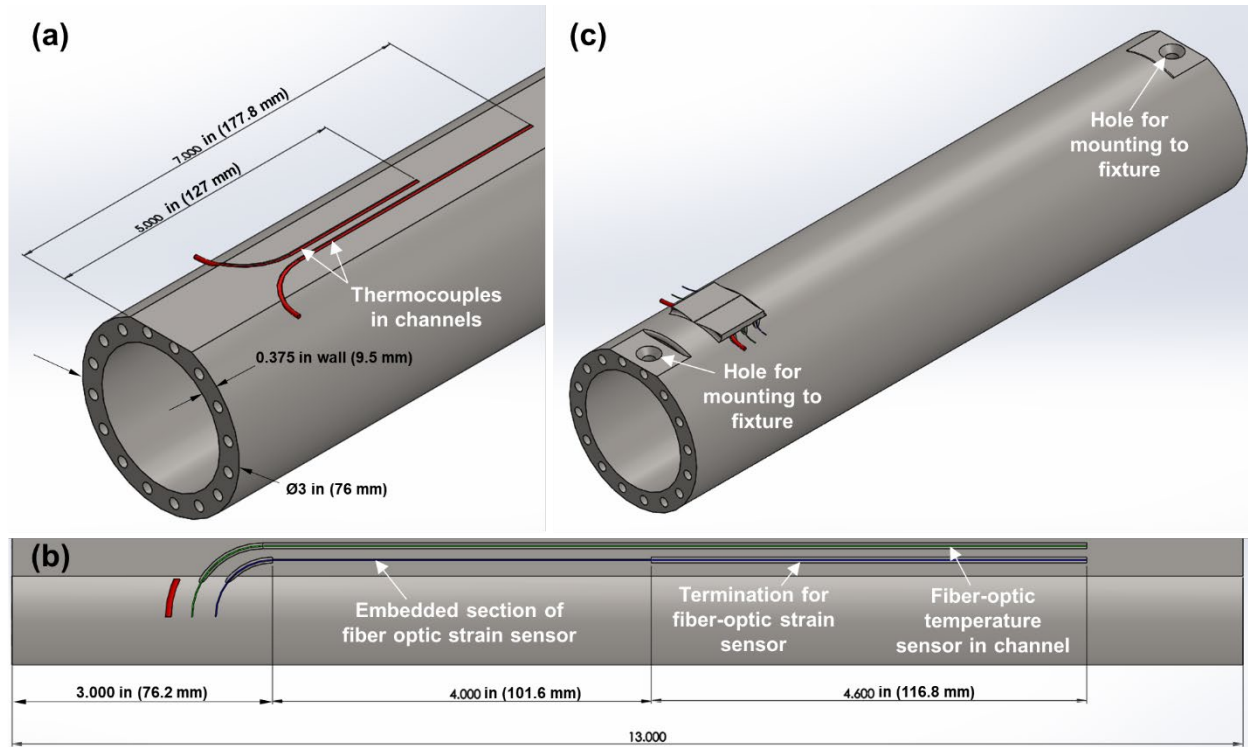 (a)
7.000 in (177.8 mm)
5.000 in (127 mm)
Thermocouples
in channels
0.375 in wall (9.5 mm)
Ø3 in (76 mm)
(c)
Hole for
mounting to
fixture
Hole for
mounting to
fixture
(b)
Embedded section of
fiber optic strain sensor
Termination for
fiber-optic strain
sensor
Fiber-optic
temperature
sensor in channel
3.000 in (76.2 mm)
4.000 in (101.6 mm)
4.600 in (116.8 mm)
13.000